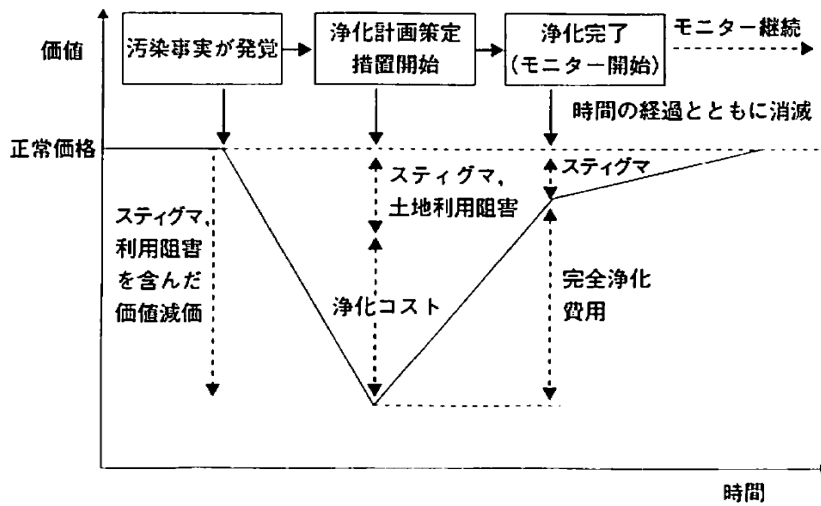 価値
汚染事実が発覚
浄化計画策定
措置開始
浄化完了
(モニター開始)
モニター継続
時間の経過とともに消滅
正常価格
スティグマ,
利用阻害
を含んだ
価値減価
スティグマ,
土地利用阻害
浄化コスト
スティグマ
完全浄化
費用
時間